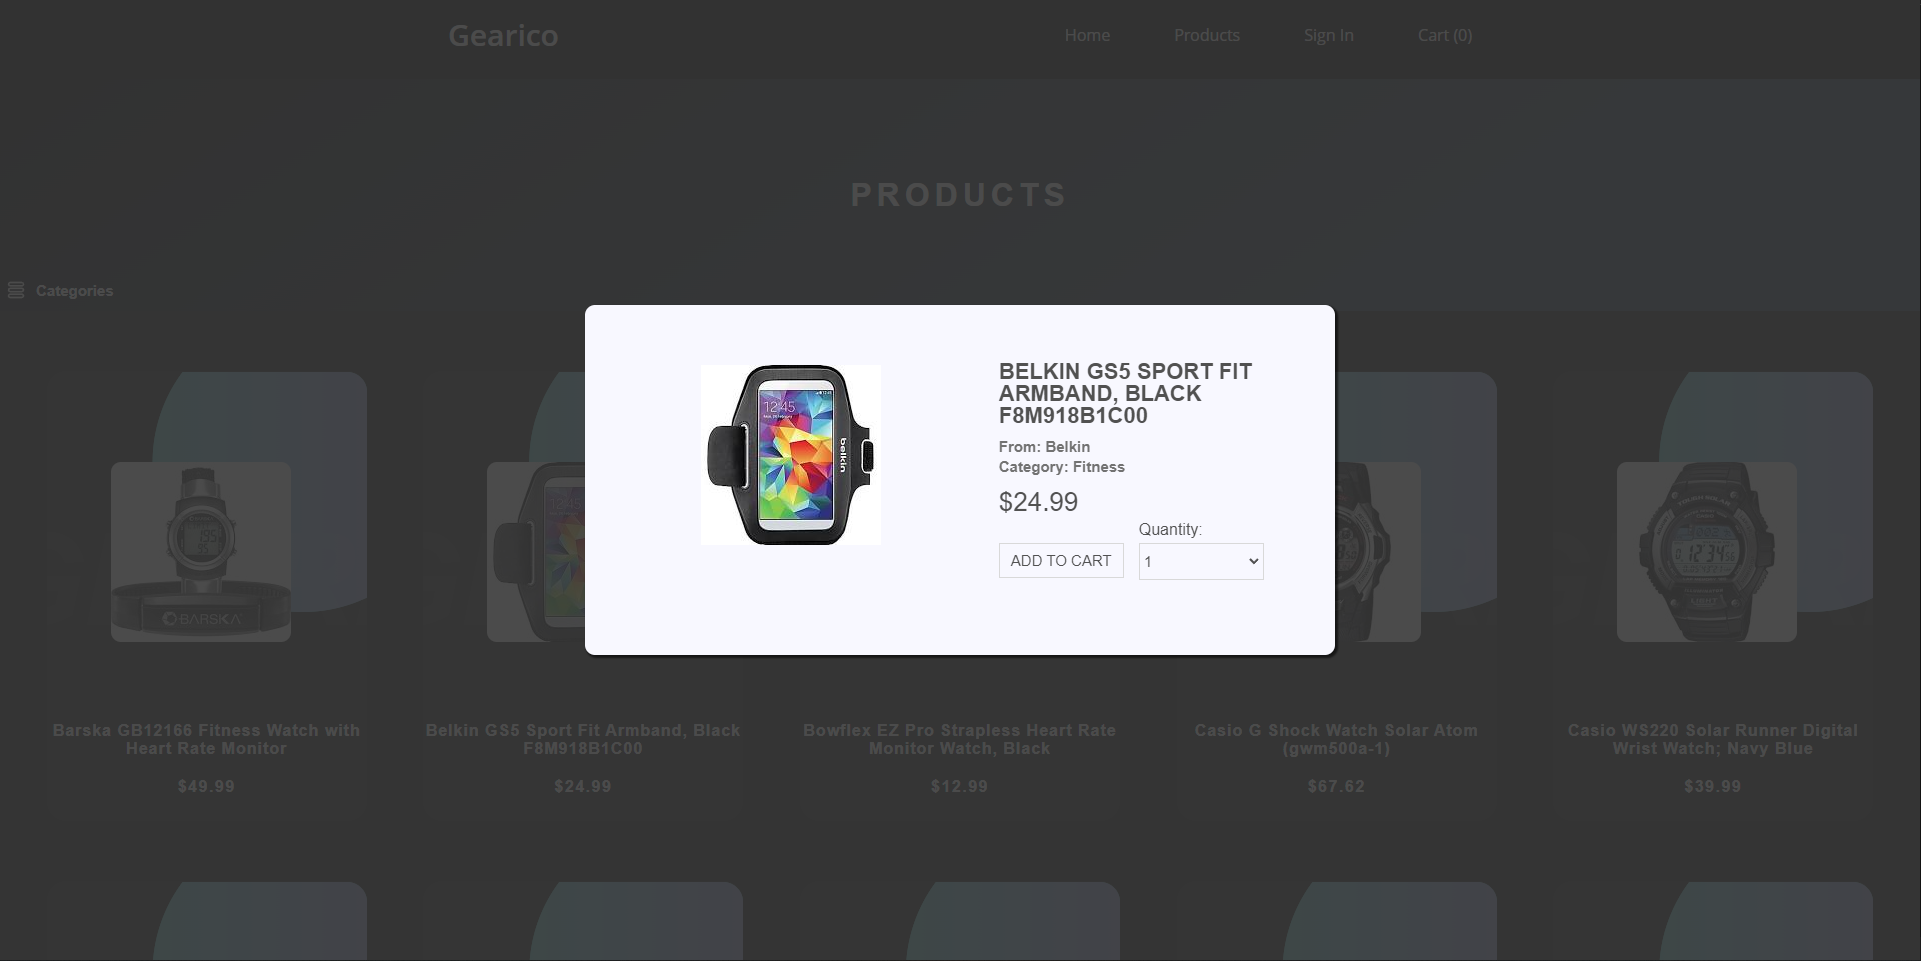 Gearico
Home
Products
Sign In
Cart (0)
PRODUCTS
Categories
12:45
belkin
BELKIN GS5 SPORT FIT
ARMBAND, BLACK
F8M918B1C00
From: Belkin
Category: Fitness
$24.99
Quantity:
ADD TO CART
1
BARSKA
Barska GB12166 Fitness Watch with
Heart Rate Monitor
$49.99
Belkin GS5 Sport Fit Armband, Black
F8M918B1C00
$24.99
Bowflex EZ Pro Strapless Heart Rate
Monitor Watch, Black
$12.99
Casio G Shock Watch Solar Atom
(gwm500a-1)
$67.62
Casio WS220 Solar Runner Digital
Wrist Watch; Navy Blue
$39.99